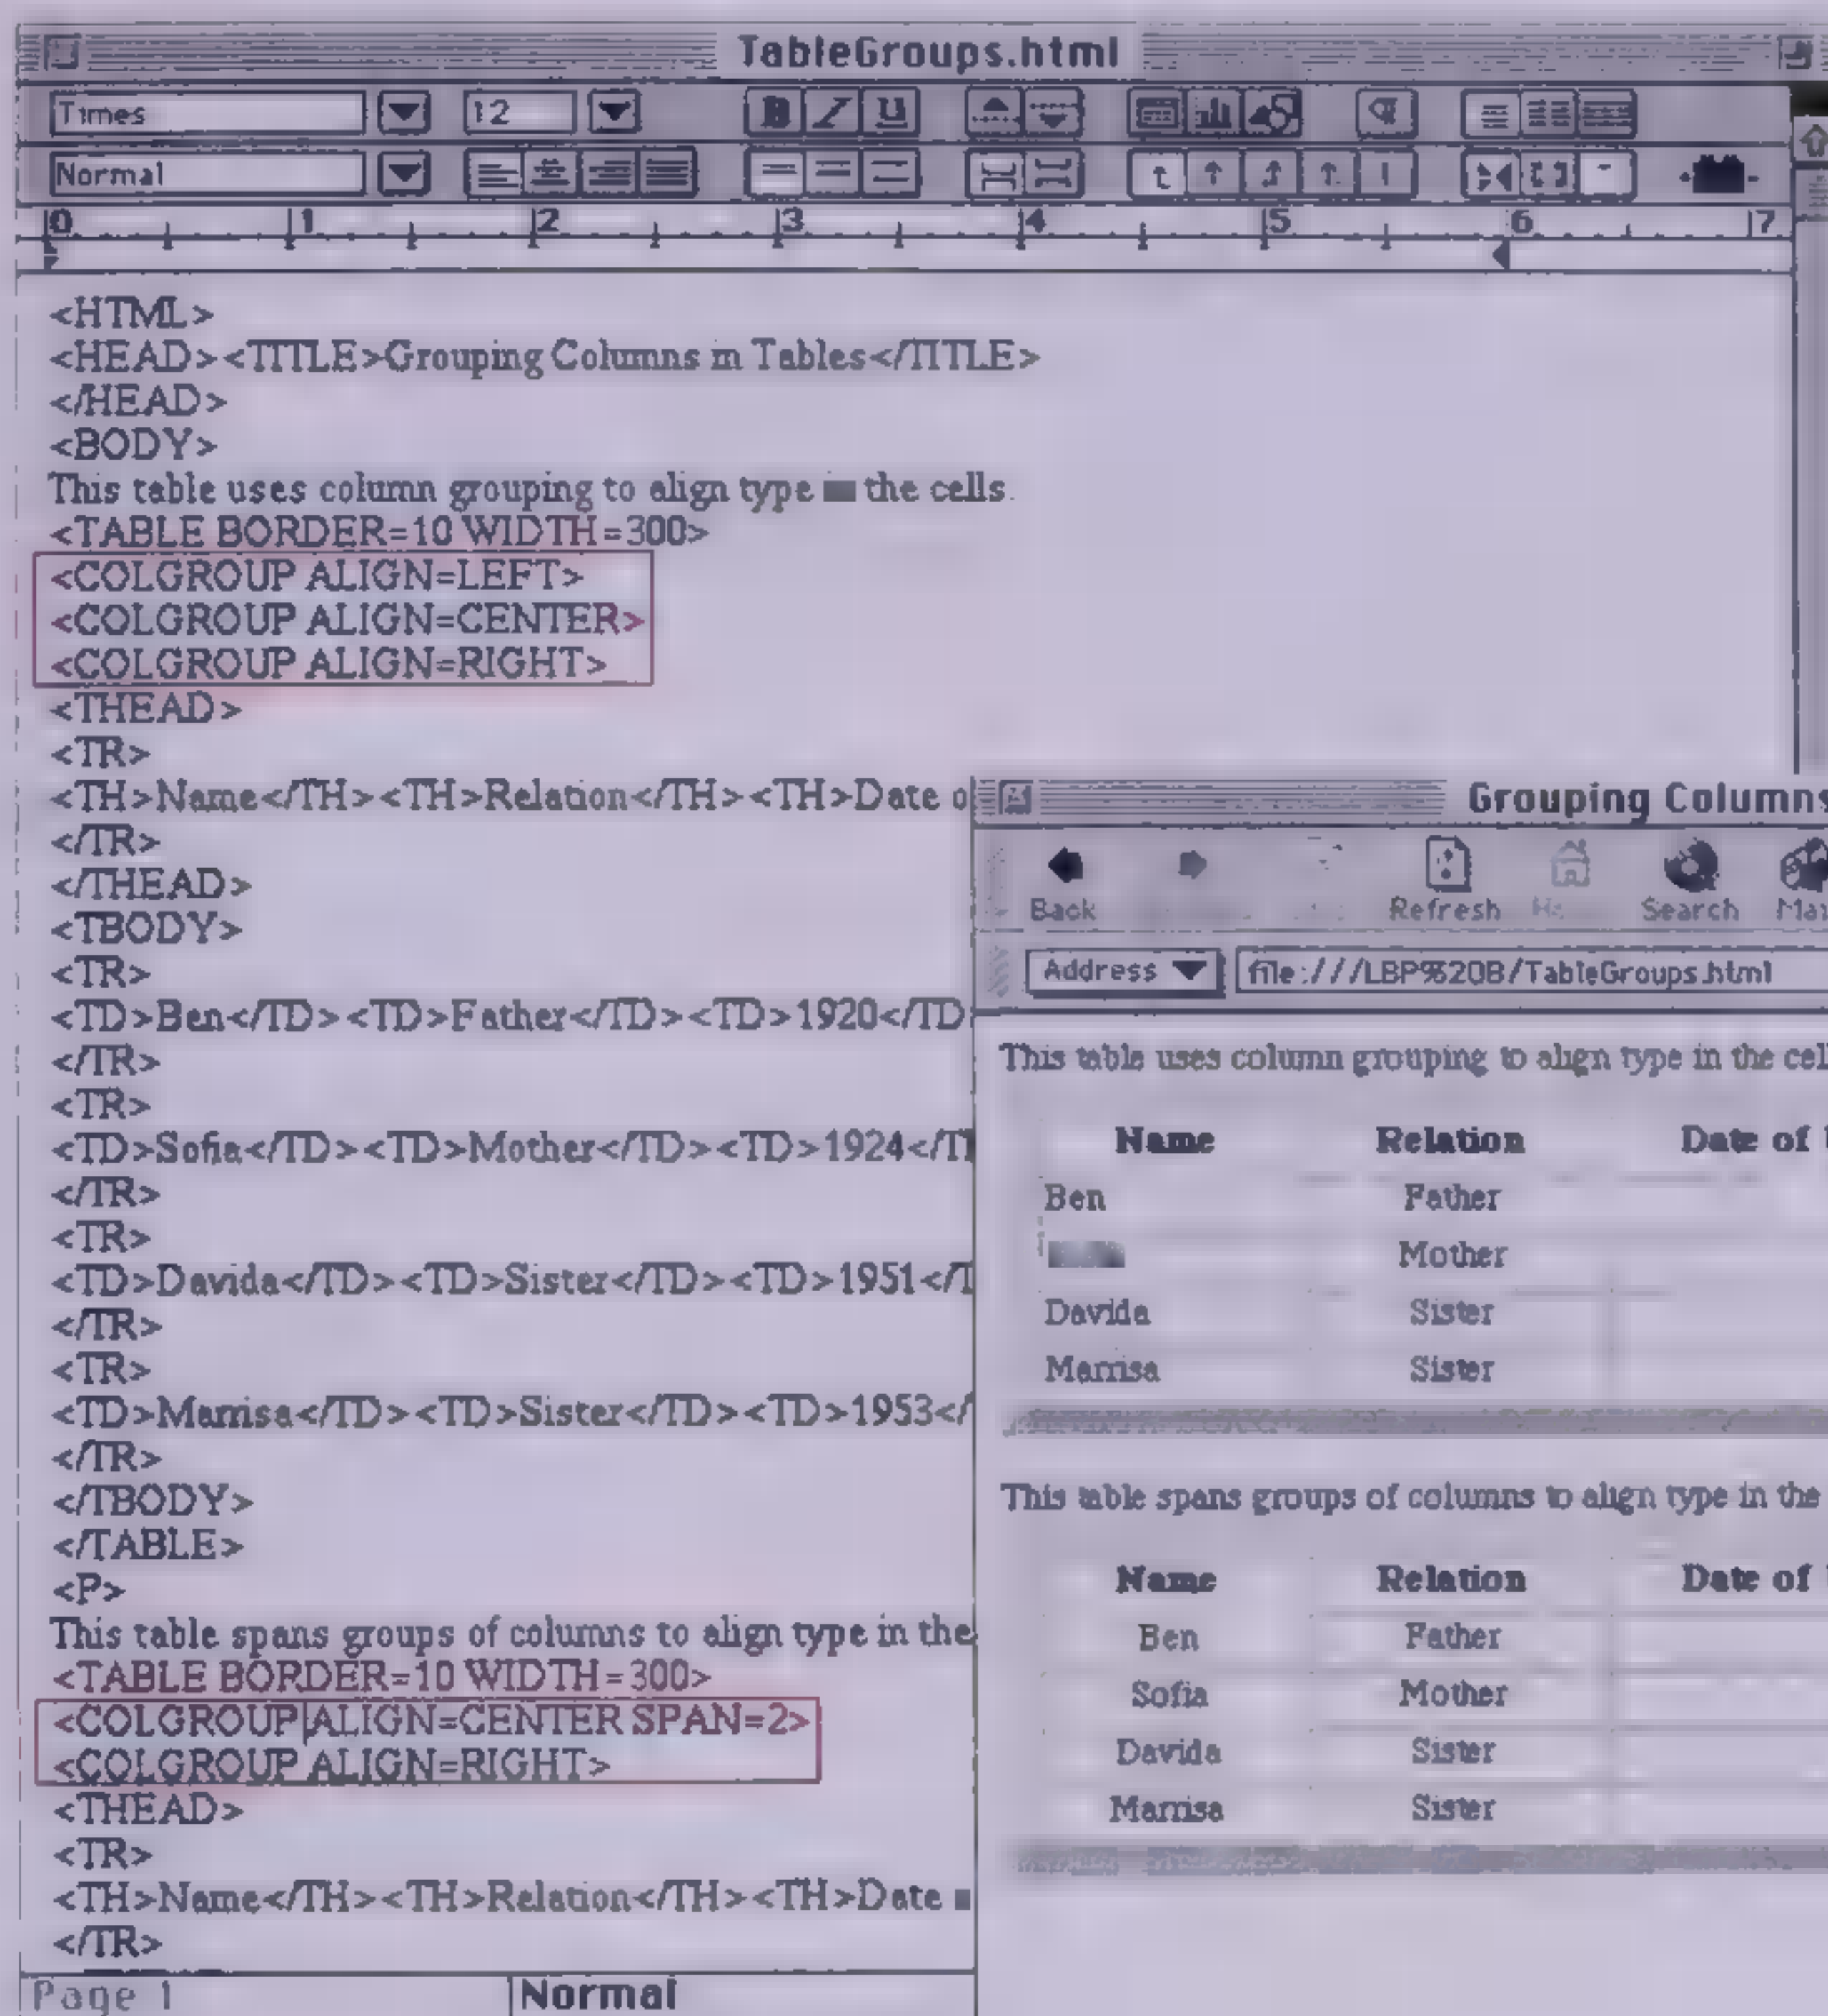 TableGroups.html
Times 12
Normal
0 1 2 3 4 5 6 7
<HTML>
<HEAD><TITLE>Grouping Columns in Tables</TITLE>
</HEAD>
<BODY>
This table uses column grouping to align type the cells.
<TABLE BORDER=10 WIDTH=300>
<COLGROUP ALIGN=LEFT>
<COLGROUP ALIGN=CENTER>
<COLGROUP ALIGN=RIGHT>
<THEAD>
<TR>
<TH>Name</TH><TH>Relation</TH><TH>Date o
</TR>
</THEAD>
<TBODY>
<TR>
<TD>Ben</TD><TD>Father</TD><TD>1920</TD
</TR>
<TR>
<TD>Sofia</TD><TD>Mother</TD><TD>1924</T
</TR>
<TR>
<TD>Davida</TD><TD>Sister</TD><TD>1951</T
</TR>
<TR>
<TD>Marrisa</TD><TD>Sister</TD><TD>1953</
</TR>
</TBODY>
</TABLE>
<P>
This table spans groups of columns to align type in the
<TABLE BORDER=10 WIDTH=300>
<COLGROUP ALIGN=CENTER SPAN=2>
<COLGROUP ALIGN=RIGHT>
<THEAD>
<TR>
<TH>Name</TH><TH>Relation</TH><TH>Date
</TR>
Page 1 Normal
Grouping Columns
Back Refresh Search
Address file:///LBP%20B/TableGroups.html
This table uses column grouping to align type in the cell
Name Relation Date of
Ben Father
Mother
Davida Sister
Marrisa Sister
This table spans groups of columns to align type in the
Name Relation Date of
Ben Father
Sofia Mother
Davida Sister
Marrisa Sister